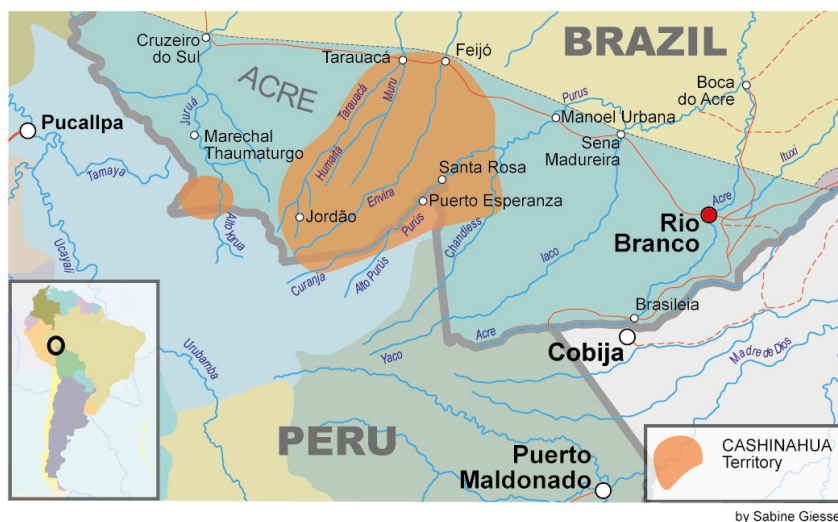 BRAZIL
Cruzeiro
do Sul
Tarauacá
Feijó
ACRE
Boca
do Acre
Tarauacá
Muru
Purus
Manoel Urbana
Pucallpa
Juruá
Marechal
Thaumaturgo
Sena
Madureira
Ituxi
Tamaya
Humaitá
Santa Rosa
Envira
Puerto Esperanza
Acre
Rio
Branco
Jordão
Alto Yurua
Purús
Chandless
Iaco
Ucayali
Curanja
Alto Purús
Brasileia
Acre
Cobija
Yaco
Madre de Dios
Urubamba
PERU
Puerto
Maldonado
CASHINAHUA
Territory
by Sabine Giesse